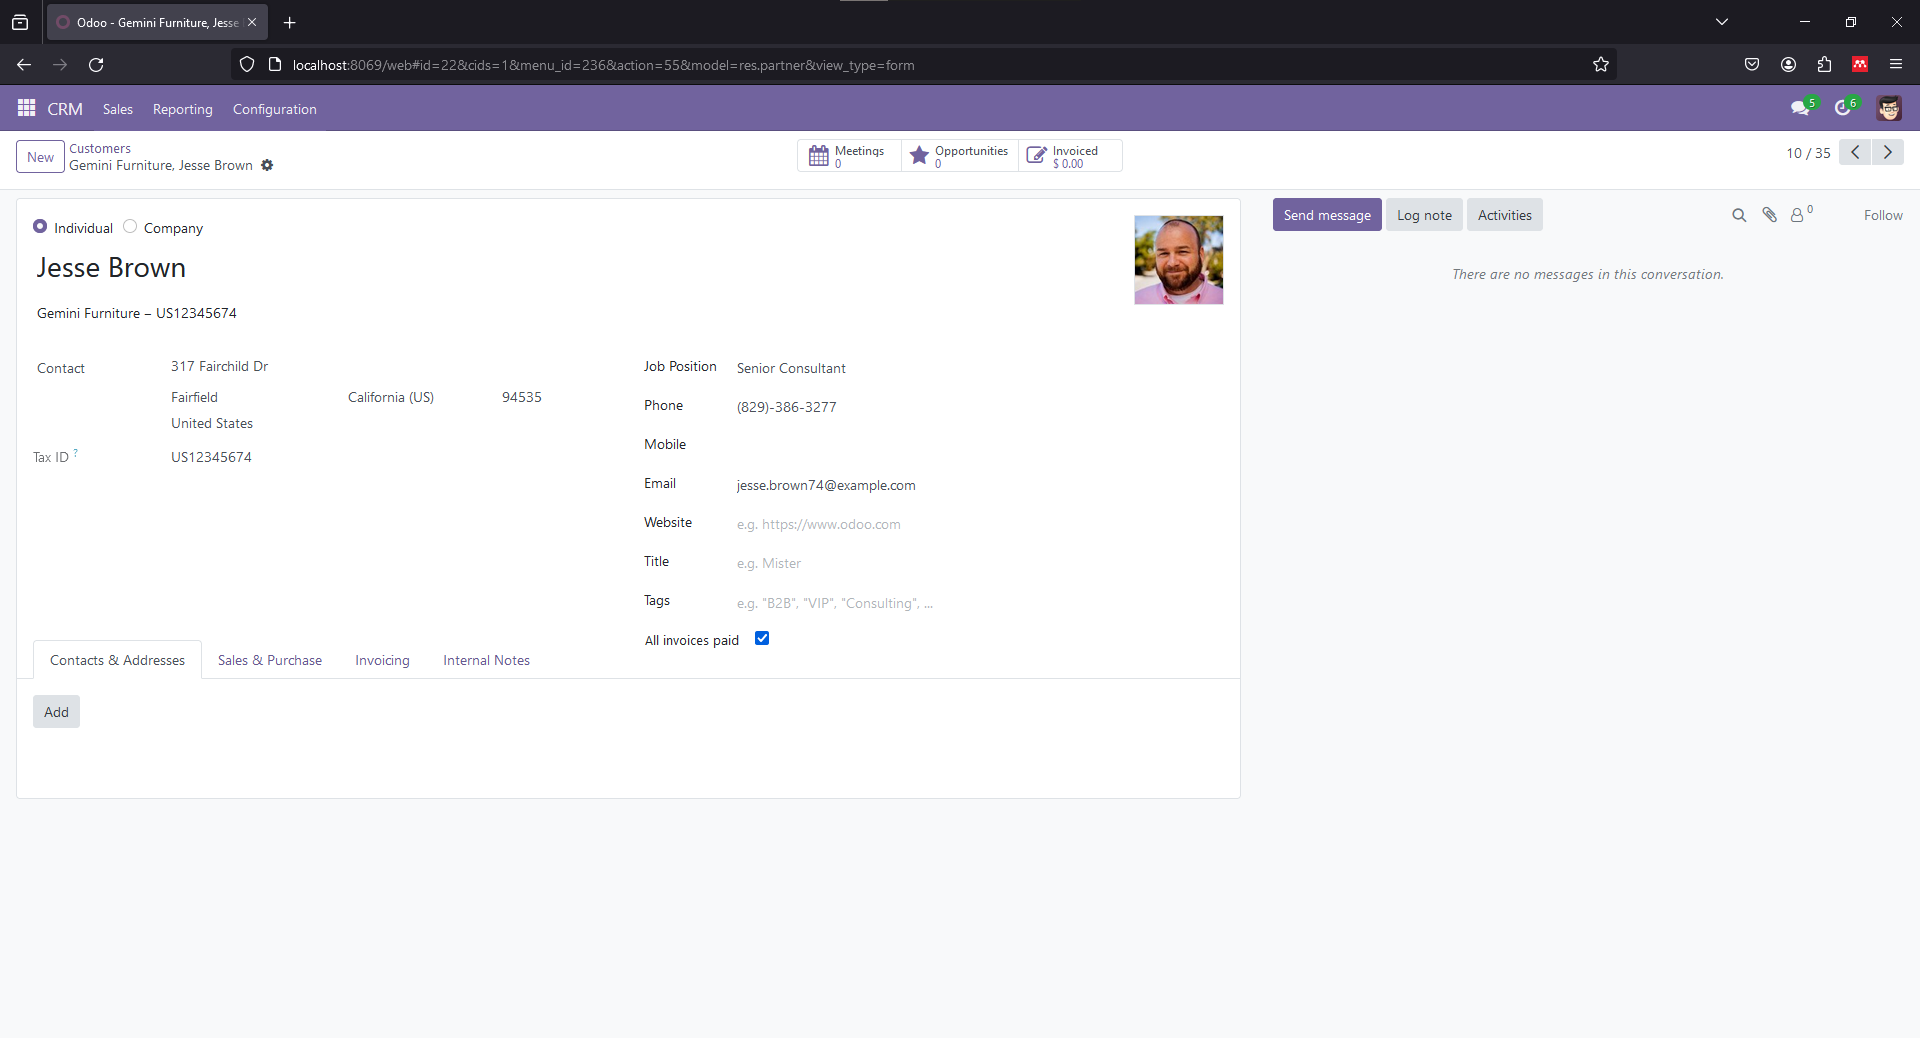 Odoo - Gemini Furniture, Jesse
localhost:8069/web#id=22&cids=1&menu_id=236&action=55&model=res.partner&view_type=form
CRM Sales Reporting Configuration 5 6
New Customers
Gemini Furniture, Jesse Brown
Meetings 0 Opportunities 0 Invoiced $ 0.00
10 / 35
Individual Company
Jesse Brown
Gemini Furniture – US12345674
Contact 317 Fairchild Dr
Fairfield California (US) 94535
United States
Tax ID ? US12345674
Job Position Senior Consultant
Phone (829)-386-3277
Mobile
Email jesse.brown74@example.com
Website e.g. https://www.odoo.com
Title e.g. Mister
Tags e.g. "B2B", "VIP", "Consulting", ...
All invoices paid
Contacts & Addresses Sales & Purchase Invoicing Internal Notes
Add
Send message Log note Activities 0 Follow
There are no messages in this conversation.